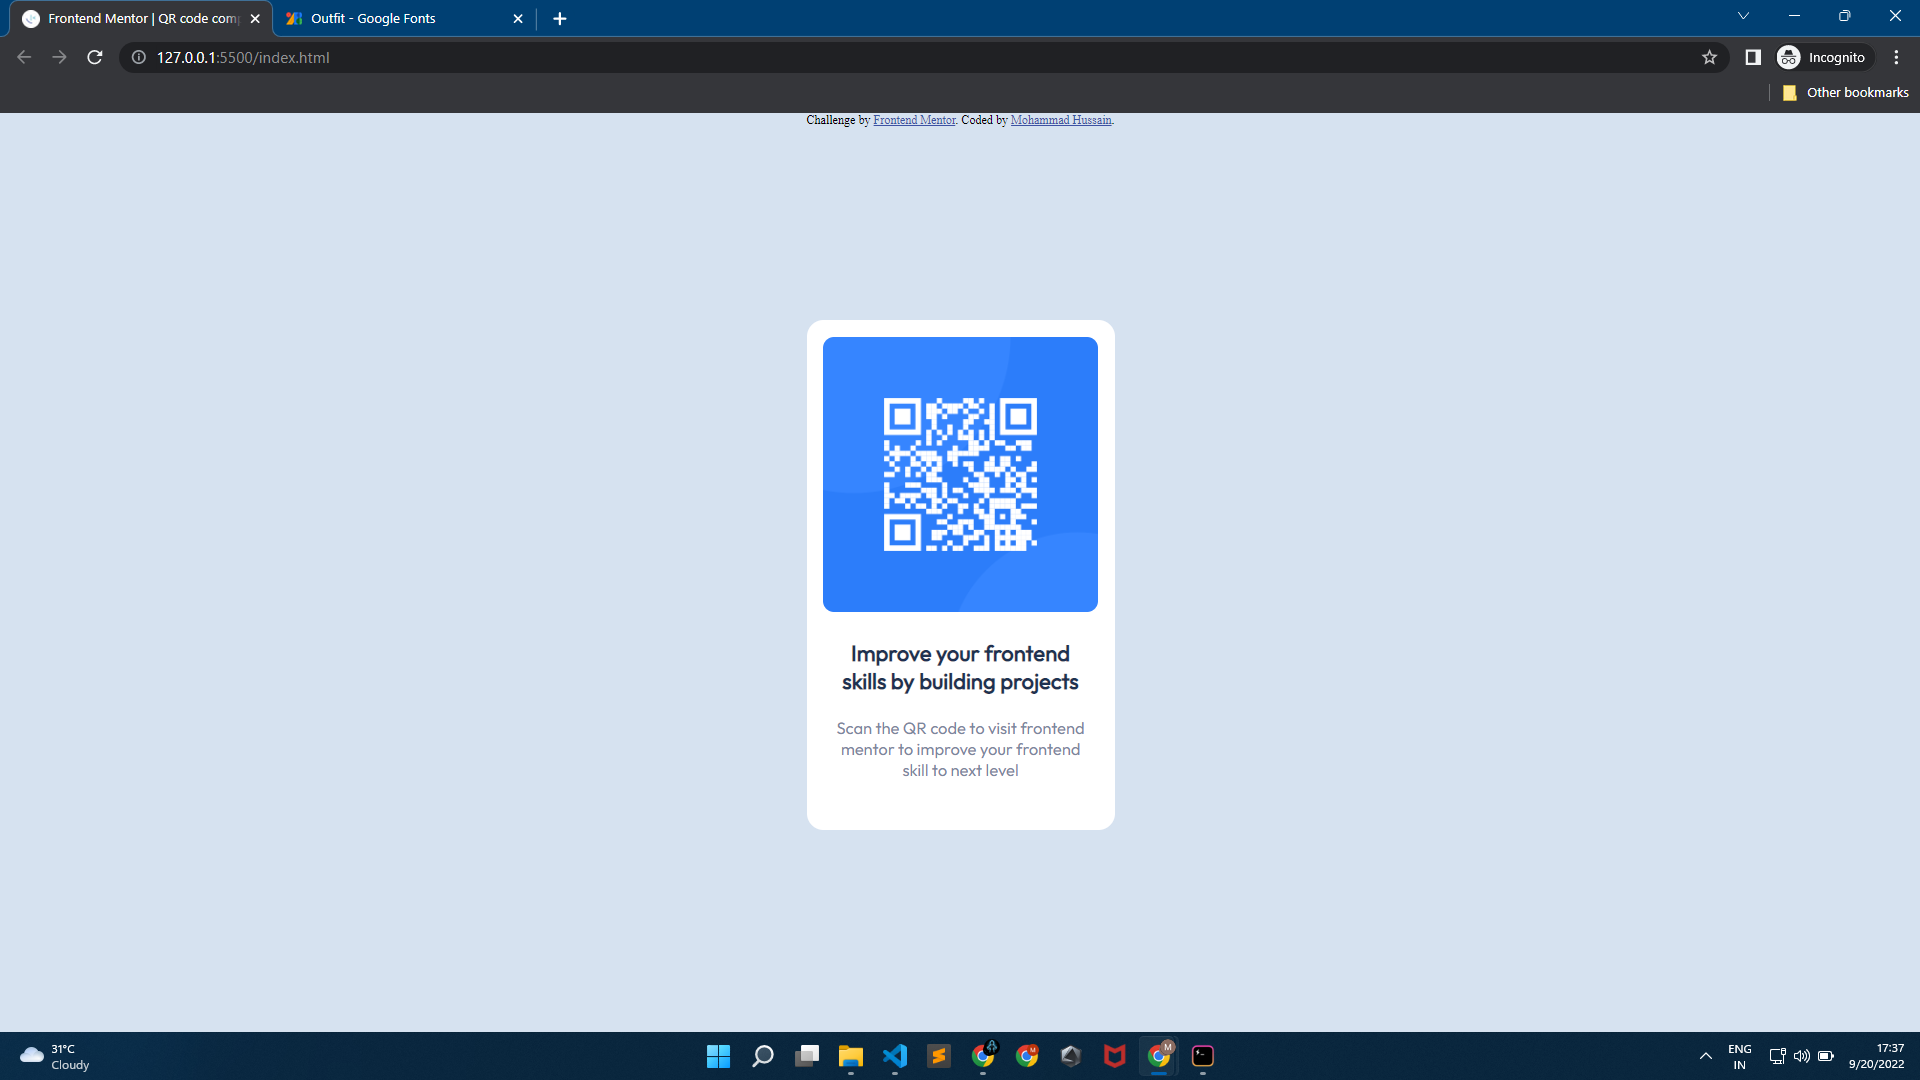 Frontend Mentor | QR code comp
Outfit - Google Fonts
127.0.0.1:5500/index.html
Incognito
Other bookmarks
Challenge by Frontend Mentor. Coded by Mohammad Hussain.
Improve your frontend
skills by building projects
Scan the QR code to visit frontend
mentor to improve your frontend
skill to next level
31°C
Cloudy
M
M
ENG
IN
17:37
9/20/2022